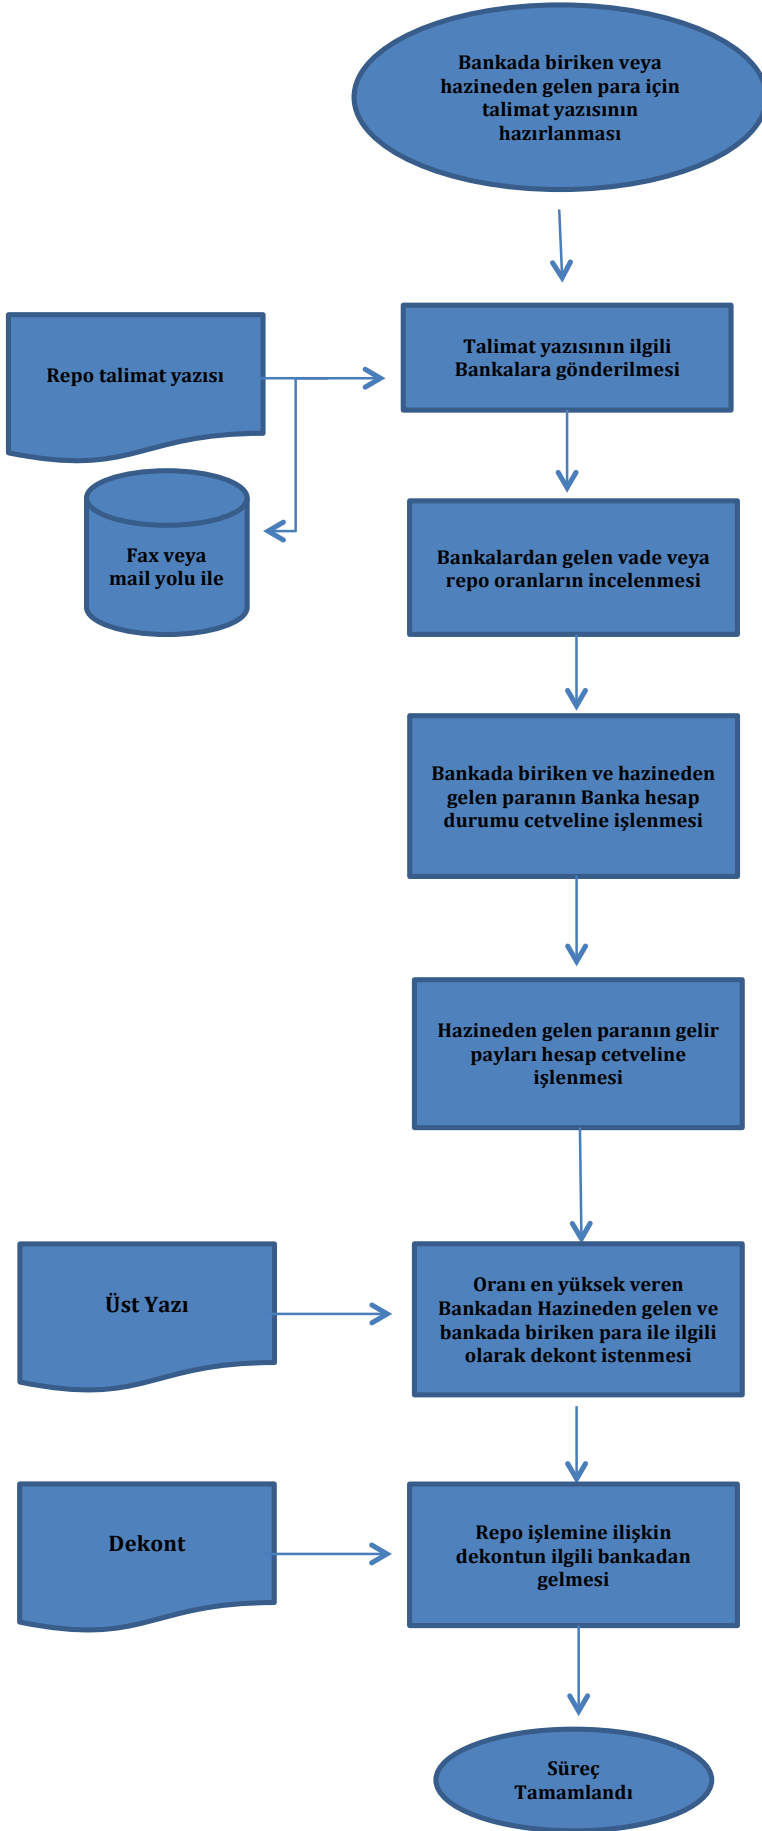 Bankada biriken veya
hazineden gelen para için
talimat yazısının
hazırlanması
Repo talimat yazısı
Talimat yazısının ilgili
Bankalara gönderilmesi
Fax veya
mail yolu ile
Bankalardan gelen vade veya
repo oranların incelenmesi
Bankada biriken ve hazineden
gelen paranın Banka hesap
durumu cetveline işlenmesi
Hazineden gelen paranın gelir
payları hesap cetveline
işlenmesi
Üst Yazı
Oranı en yüksek veren
Bankadan Hazineden gelen ve
bankada biriken para ile ilgili
olarak dekont istenmesi
Dekont
Repo işlemine ilişkin
dekontun ilgili bankadan
gelmesi
Süreç
Tamamlandı